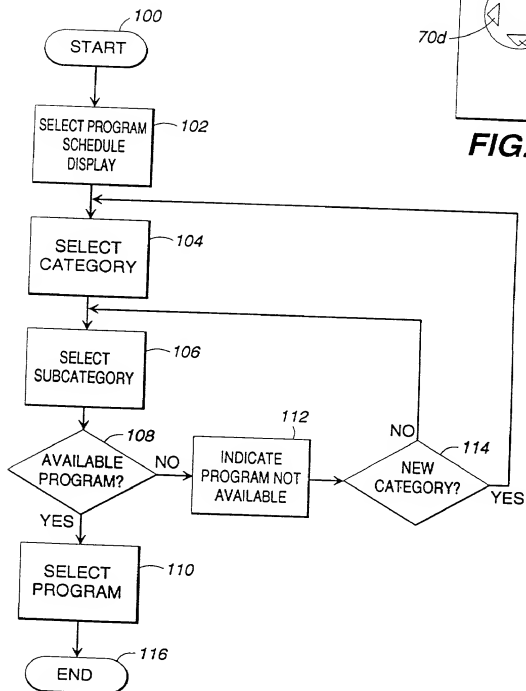 100
START
70d
SELECT PROGRAM
SCHEDULE
DISPLAY
102
FIG.
SELECT
CATEGORY
104
SELECT
SUBCATEGORY
106
108
AVAILABLE
PROGRAM?
NO
YES
112
INDICATE
PROGRAM NOT
AVAILABLE
NO
114
NEW
CATEGORY?
YES
SELECT
PROGRAM
110
END
116